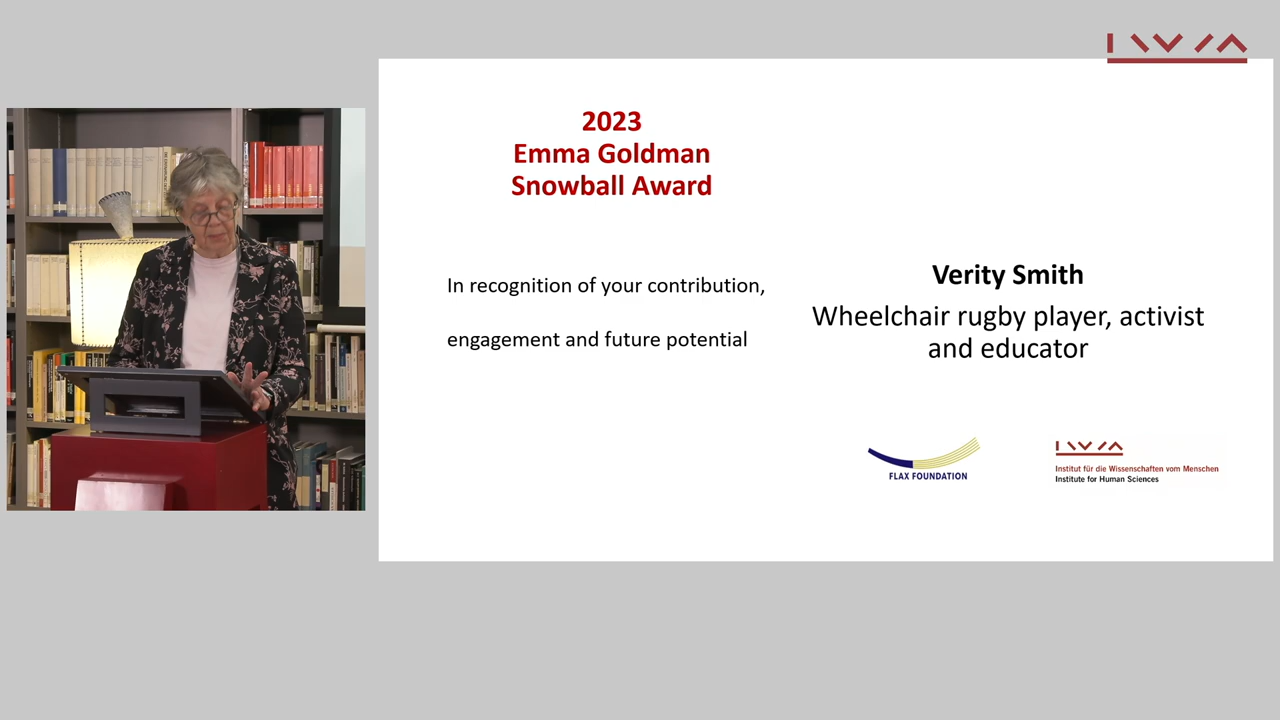 2023
Emma Goldman
Snowball Award
In recognition of your contribution,
engagement and future potential
Verity Smith
Wheelchair rugby player, activist
and educator
FLAX FOUNDATION
IWM
Institut für die Wissenschaften vom Menschen
Institute for Human Sciences